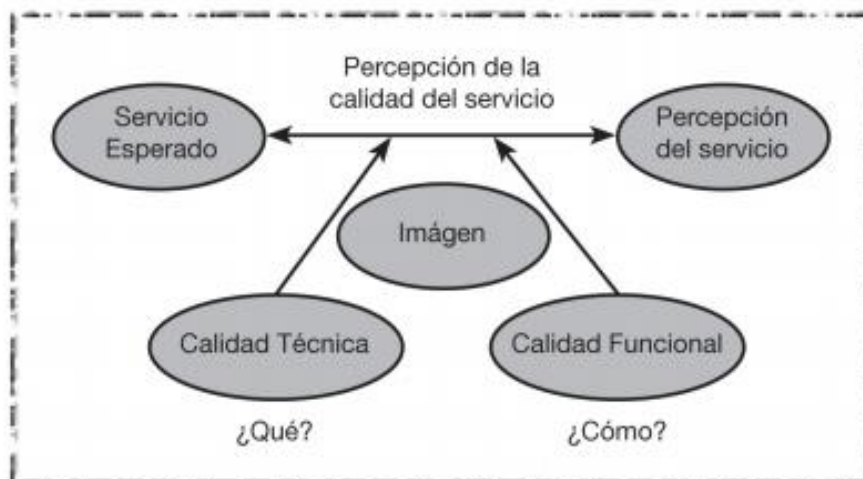 Percepción de la
calidad del servicio
Servicio
Esperado
Percepción
del servicio
Imágen
Calidad Técnica
Calidad Funcional
¿Qué?
¿Cómo?